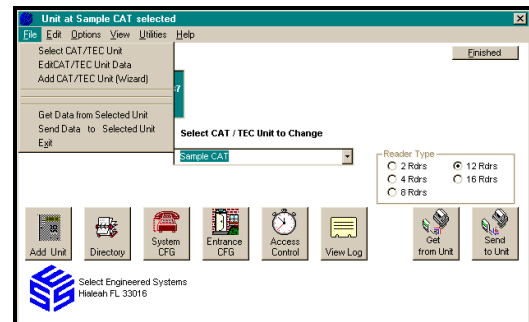 Unit at Sample CAT selected
File Edit Options View Utilities Help
Select CAT/TEC Unit
EditCAT/TEC Unit Data
Add CAT/TEC Unit (Wizard)
Get Data from Selected Unit
Send Data to Selected Unit
Exit
Finished
Select CAT / TEC Unit to Change
Sample CAT
Reader Type
2 Rdrs
12 Rdrs
4 Rdrs
16 Rdrs
8 Rdrs
Add Unit
Directory
System CFG
Entrance CFG
Access Control
View Log
Get from Unit
Send to Unit
Select Engineered Systems
Hialeah FL 33016